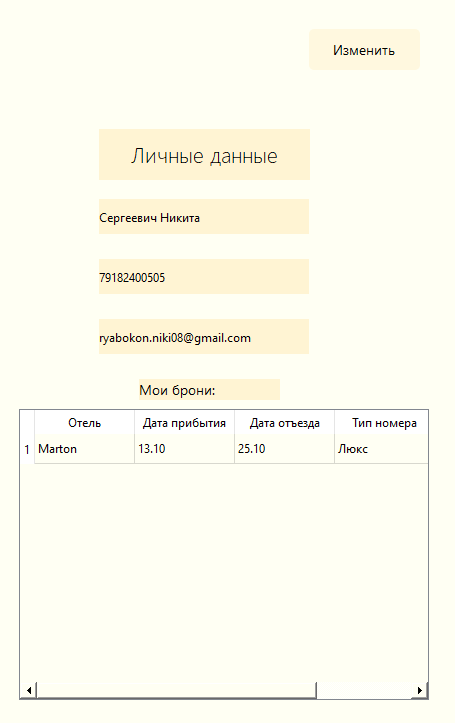 Изменить
Личные данные
Сергеевич Никита
79182400505
ryabokon.niki08@gmail.com
Мои брони:
Отель Дата прибытия Дата отъезда Тип номера
1 Marton 13.10 25.10 Люкс